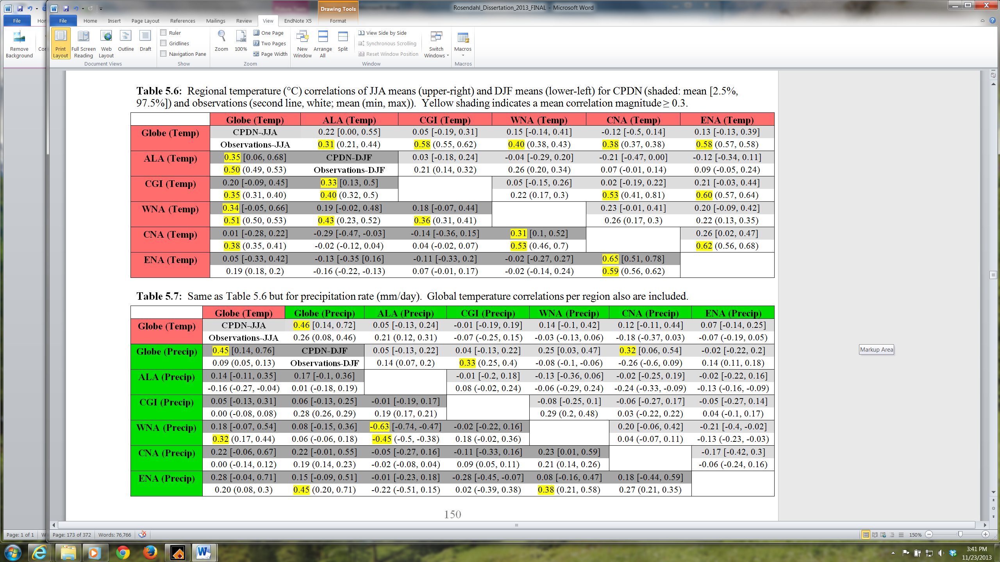 Rosendahl_Dissertation_2013_FINAL - Microsoft Word
Drawing Tools
File
File Home Insert Page Layout References Mailings Review View EndNote X5 Format
Remove Background
Print Layout
Full Screen Reading
Web Layout
Outline
Draft
Document Views
Ruler
Gridlines
Navigation Pane
Show
Zoom
100%
One Page
Two Pages
Page Width
Zoom
New Window
Arrange All
Split
View Side by Side
Synchronous Scrolling
Reset Window Position
Window
Switch Windows
Macros
Macros
Table 5.6: Regional temperature (°C) correlations of JJA means (upper-right) and DJF means (lower-left) for CPDN (shaded: mean [2.5%,
97.5%]) and observations (second line, white; mean (min, max)). Yellow shading indicates a mean correlation magnitude ≥ 0.3.
Globe (Temp) ALA (Temp) CGI (Temp) WNA (Temp) CNA (Temp) ENA (Temp)
Globe (Temp) CPDN-JJA 0.22 [0.00, 0.55] 0.05 [-0.19, 0.31] 0.15 [-0.14, 0.41] -0.12 [-0.5, 0.14] 0.13 [-0.13, 0.39]
Observations-JJA 0.31 (0.21, 0.44) 0.58 (0.55, 0.62) 0.40 (0.38, 0.43) 0.38 (0.37, 0.38) 0.58 (0.57, 0.58)
ALA (Temp) 0.35 [0.06, 0.68] CPDN-DJF 0.03 [-0.18, 0.24] -0.04 [-0.29, 0.20] -0.21 [-0.47, 0.00] -0.12 [-0.34, 0.11]
0.50 (0.49, 0.53) Observations-DJF 0.21 (0.14, 0.32) 0.26 (0.20, 0.34) 0.07 (-0.01, 0.14) 0.09 (-0.05, 0.24)
CGI (Temp) 0.20 [-0.09, 0.45] 0.33 [0.13, 0.5] 0.05 [-0.15, 0.26] 0.02 [-0.19, 0.22] 0.21 [-0.03, 0.44]
0.35 (0.31, 0.40) 0.40 (0.32, 0.5) 0.22 (0.17, 0.3) 0.53 (0.41, 0.81) 0.60 (0.57, 0.64)
WNA (Temp) 0.34 [-0.05, 0.66] 0.19 [-0.02, 0.48] 0.18 [-0.07, 0.44] 0.23 [-0.01, 0.41] 0.20 [-0.09, 0.42]
0.51 (0.50, 0.53) 0.43 (0.23, 0.52) 0.36 (0.31, 0.41) 0.26 (0.17, 0.3) 0.22 (0.13, 0.35)
CNA (Temp) 0.01 [-0.28, 0.22] -0.29 [-0.47, -0.03] -0.14 [-0.36, 0.15] 0.31 [0.1, 0.52] 0.26 [0.02, 0.47]
0.38 (0.35, 0.41) -0.02 (-0.12, 0.04) 0.04 (-0.02, 0.07) 0.53 (0.46, 0.7) 0.62 (0.56, 0.68)
ENA (Temp) 0.05 [-0.33, 0.42] -0.13 [-0.35 [0.16] -0.11 [-0.33, 0.2] -0.02 [-0.27, 0.27] 0.65 [0.51, 0.78]
0.19 (0.18, 0.2) -0.16 (-0.22, -0.13) 0.07 (-0.01, 0.17) -0.02 (-0.14, 0.24) 0.59 (0.56, 0.62)
Table 5.7: Same as Table 5.6 but for precipitation rate (mm/day). Global temperature correlations per region also are included.
Globe (Temp) Globe (Precip) ALA (Precip) CGI (Precip) WNA (Precip) CNA (Precip) ENA (Precip)
Globe (Temp) CPDN-JJA 0.46 [0.14, 0.72] 0.05 [-0.13, 0.24] -0.01 [-0.19, 0.19] 0.14 [-0.1, 0.42] 0.12 [-0.11, 0.44] 0.07 [-0.14, 0.25]
Observations-JJA 0.26 (0.08, 0.46) 0.21 (0.12, 0.31) -0.07 (-0.25, 0.15) -0.03 (-0.13, 0.06) -0.18 (-0.37, 0.03) -0.07 (-0.19, 0.05)
Globe (Precip) 0.45 [0.14, 0.76] CPDN-DJF 0.05 [-0.13, 0.22] 0.04 [-0.13, 0.22] 0.25 [0.03, 0.47] 0.32 [0.06, 0.54] -0.02 [-0.22, 0.2]
0.09 (0.05, 0.13) Observations-DJF 0.14 (0.07, 0.2) 0.33 (0.25, 0.4) -0.08 (-0.1, -0.06) -0.26 (-0.6, 0.09) 0.14 (0.11, 0.18)
ALA (Precip) 0.14 [-0.11, 0.35] 0.17 [-0.1, 0.36] -0.01 [-0.2, 0.18] -0.13 [-0.36, 0.06] -0.02 [-0.25, 0.19] -0.02 [-0.22, 0.16]
-0.16 (-0.27, -0.04) 0.01 (-0.18, 0.19) 0.08 (-0.02, 0.24) -0.06 (-0.29, 0.24) -0.24 (-0.33, -0.09) -0.13 (-0.16, -0.09)
CGI (Precip) 0.05 [-0.13, 0.31] 0.06 [-0.13, 0.25] -0.01 [-0.19, 0.17] -0.08 [-0.25, 0.1] -0.06 [-0.27, 0.17] -0.05 [-0.27, 0.14]
0.00 (-0.08, 0.08) 0.28 (0.26, 0.29) 0.19 (0.17, 0.21) 0.29 (0.2, 0.48) 0.03 (-0.22, 0.22) 0.04 (-0.1, 0.17)
WNA (Precip) 0.18 [-0.07, 0.54] 0.08 [-0.15, 0.36] -0.63 [-0.74, -0.47] -0.02 [-0.22, 0.16] 0.20 [-0.06, 0.42] -0.21 [-0.4, -0.02]
0.32 (0.17, 0.44) 0.06 (-0.06, 0.18) -0.45 (-0.5, -0.38) 0.18 (-0.02, 0.36) 0.04 (-0.07, 0.11) -0.13 (-0.23, -0.03)
CNA (Precip) 0.22 [-0.06, 0.67] 0.22 [-0.01, 0.55] -0.05 [-0.27, 0.16] -0.11 [-0.33, 0.16] 0.23 [0.01, 0.59] -0.17 [-0.42, 0.3]
0.00 (-0.14, 0.12) 0.19 (0.14, 0.23) -0.02 (-0.08, 0.04) 0.09 (0.05, 0.11) 0.21 (0.14, 0.26) -0.06 (-0.24, 0.16)
ENA (Precip) 0.28 [-0.04, 0.71] 0.15 [-0.09, 0.51] -0.01 [-0.23, 0.18] -0.28 [-0.45, -0.07] 0.08 [-0.16, 0.47] 0.18 [-0.44, 0.59]
0.20 (0.08, 0.3) 0.45 (0.20, 0.71) -0.22 (-0.51, 0.15) 0.02 (-0.39, 0.38) 0.38 (0.21, 0.58) 0.27 (0.21, 0.35)
Markup Area
150
Page: 1 of 1
Page: 173 of 372 Words: 76,766 150%
3:41 PM
11/23/2013